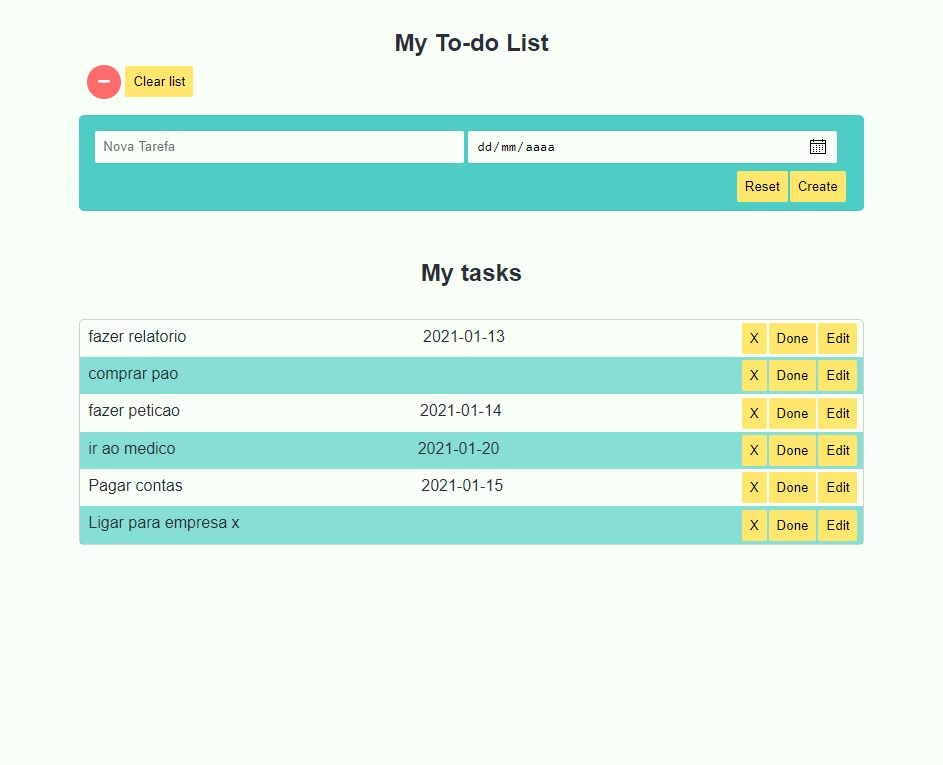 My To-do List
Clear list
Nova Tarefa dd/mm/aaaa
Reset Create
My tasks
fazer relatorio 2021-01-13 X Done Edit
comprar pao X Done Edit
fazer peticao 2021-01-14 X Done Edit
ir ao medico 2021-01-20 X Done Edit
Pagar contas 2021-01-15 X Done Edit
Ligar para empresa x X Done Edit